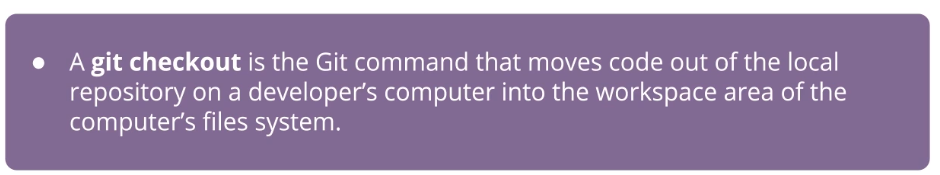 ● A git checkout is the Git command that moves code out of the local
repository on a developer’s computer into the workspace area of the
computer’s files system.